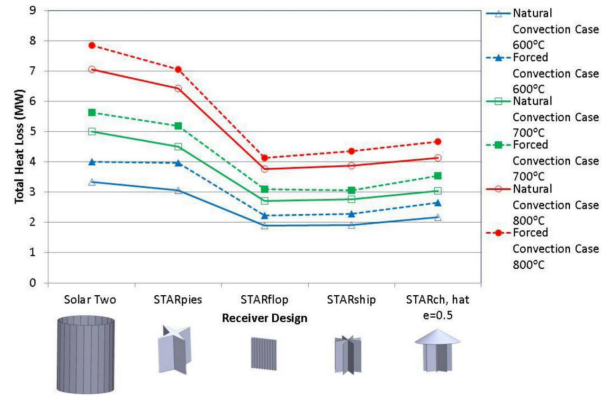 9
8
7
6
5
4
3
2
1
0
Total Heat Loss (MW)
Solar Two
STARpies
STARflop
STARship
STARch, hat
e=0.5
Receiver Design
Natural
Convection Case
600°C
Forced
Convection Case
600°C
Natural
Convection Case
700°C
Forced
Convection Case
700°C
Natural
Convection Case
800°C
Forced
Convection Case
800°C